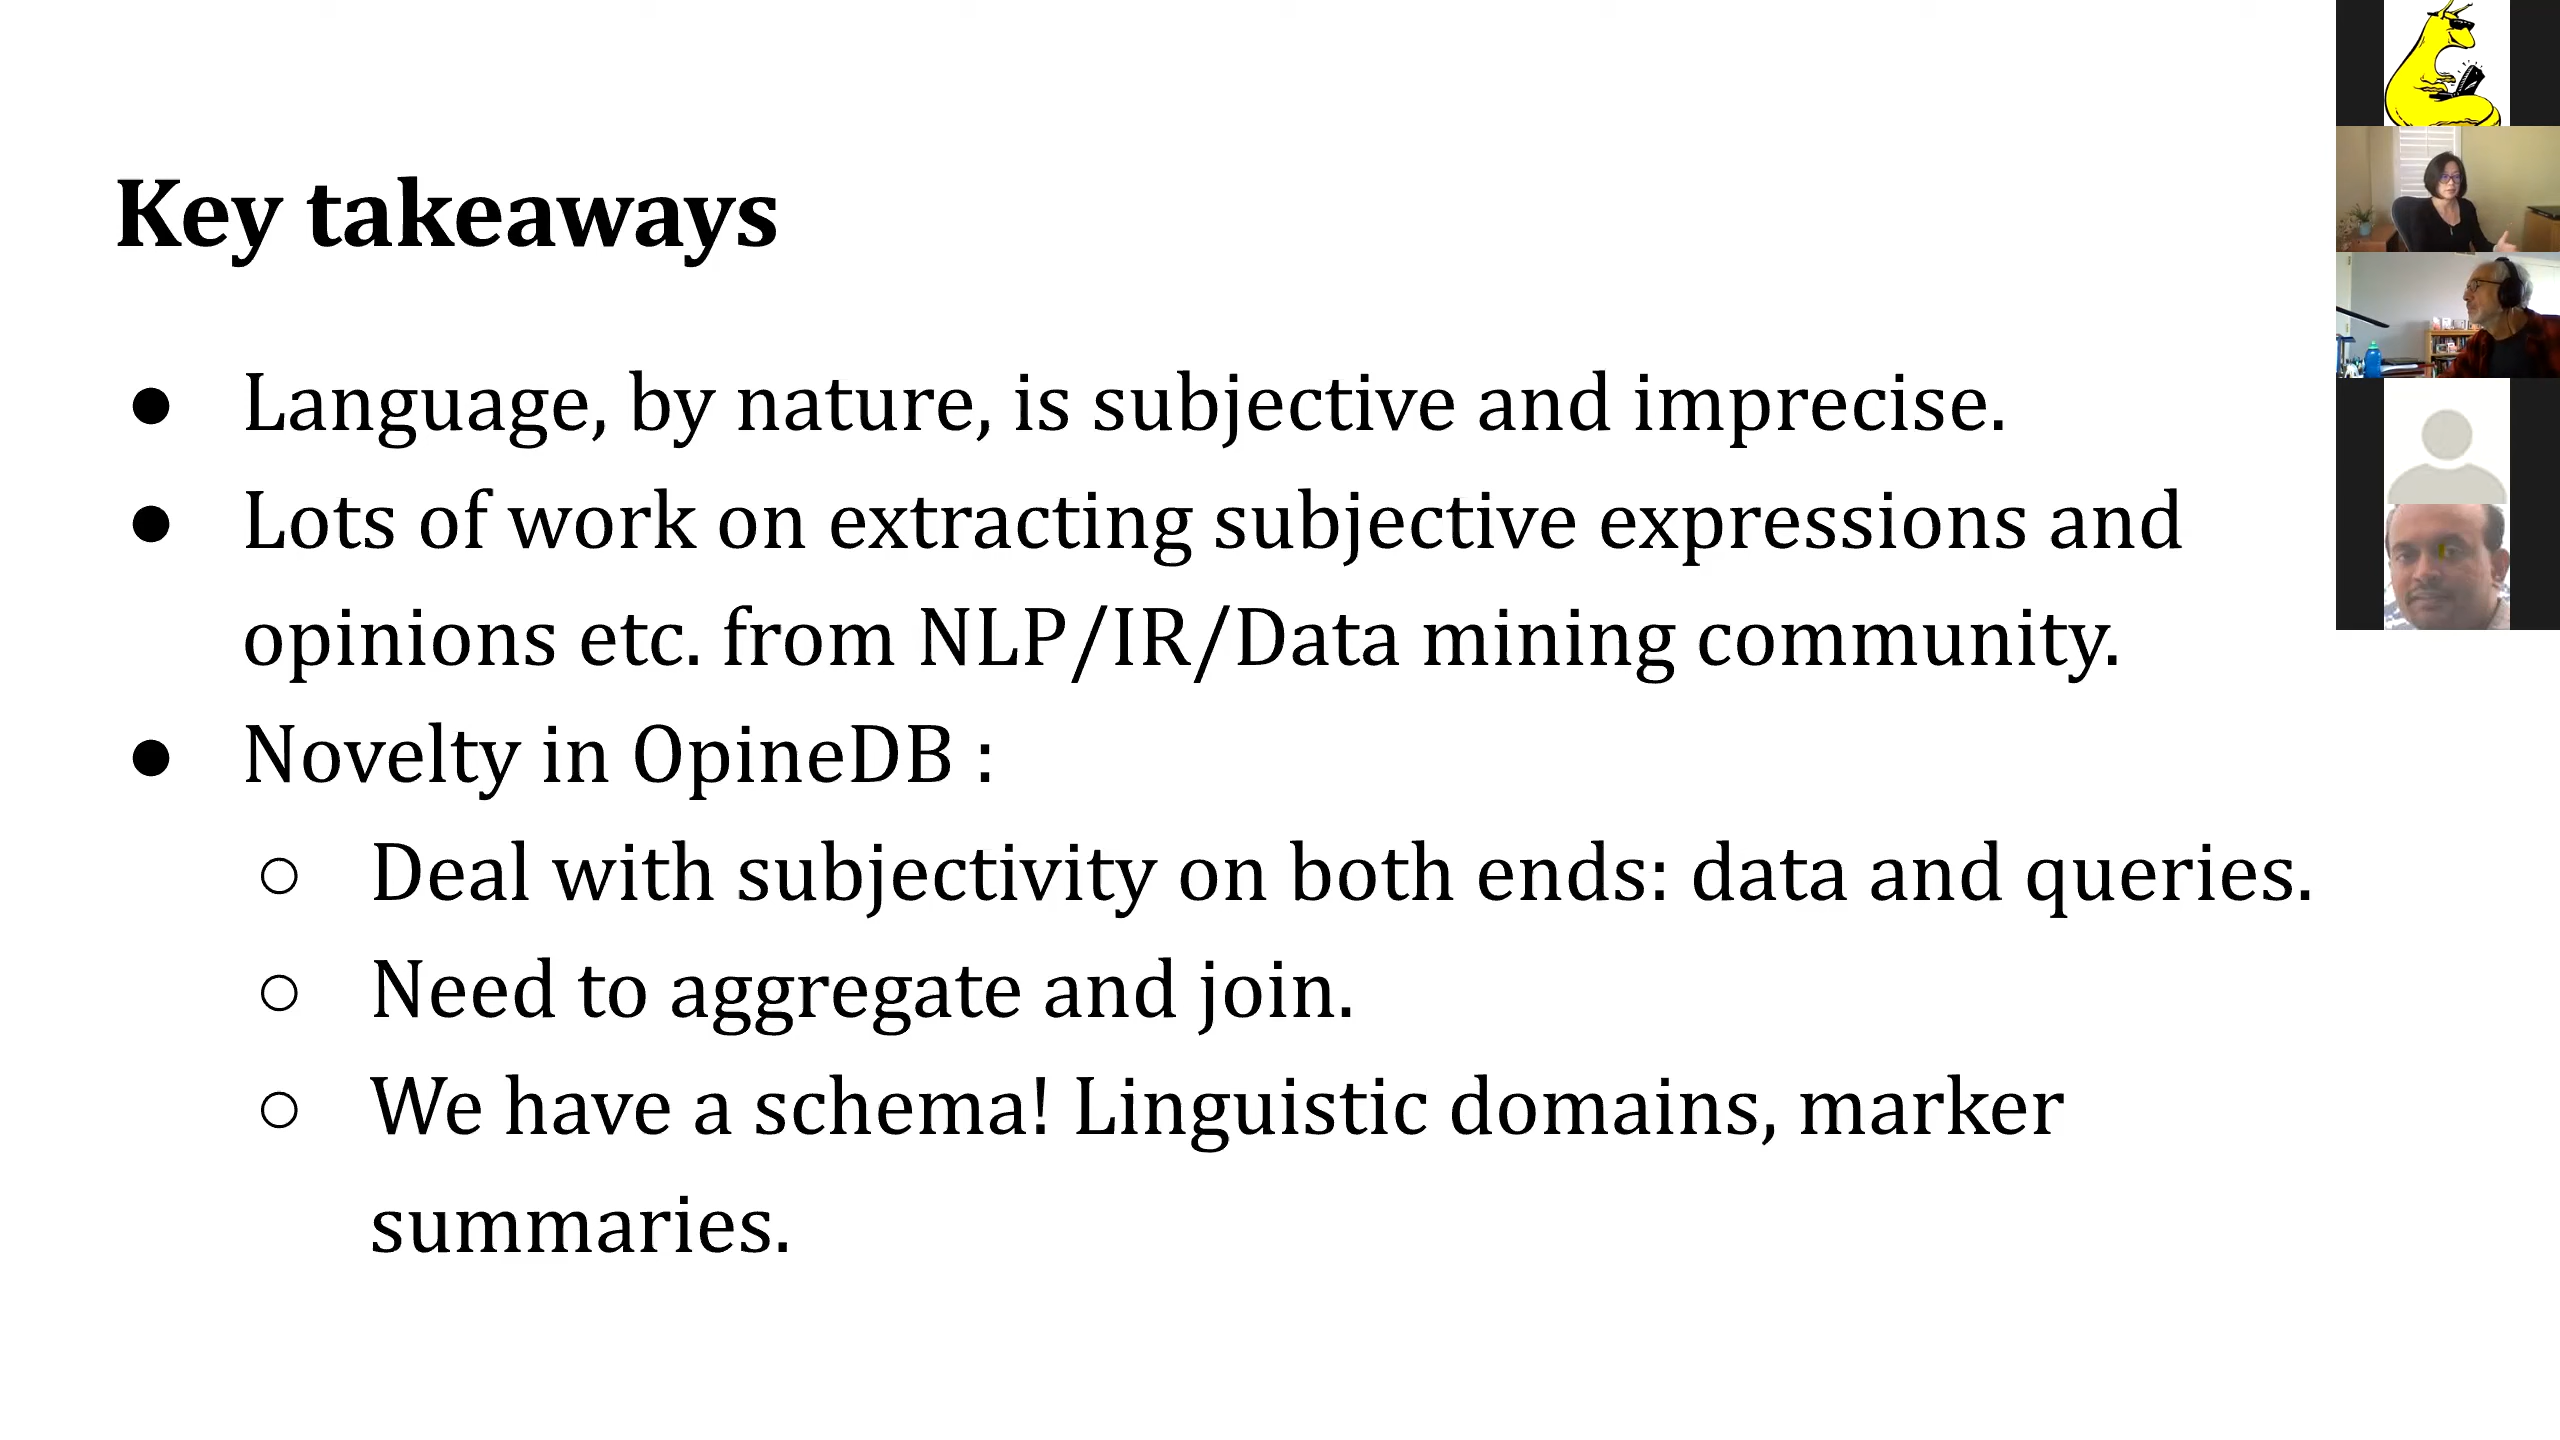 Key takeaways
● Language, by nature, is subjective and imprecise.
● Lots of work on extracting subjective expressions and
opinions etc. from NLP/IR/Data mining community.
● Novelty in OpineDB :
○ Deal with subjectivity on both ends: data and queries.
○ Need to aggregate and join.
○ We have a schema! Linguistic domains, marker
summaries.